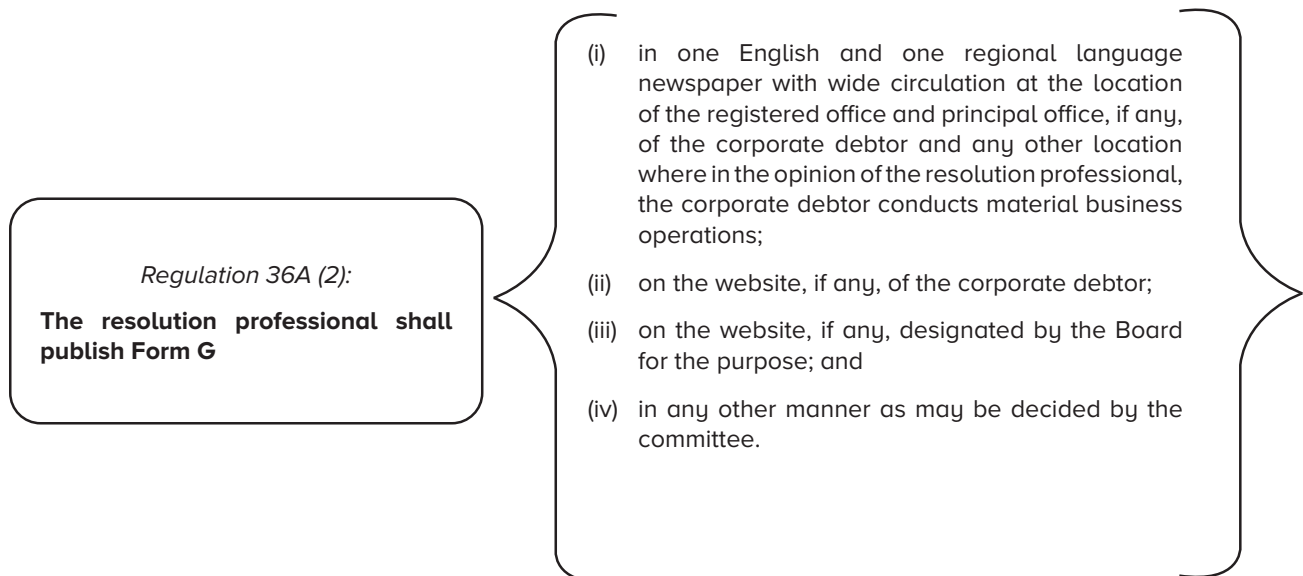 Regulation 36A (2):
The resolution professional shall
publish Form G
(i) in one English and one regional language
newspaper with wide circulation at the location
of the registered office and principal office, if any,
of the corporate debtor and any other location
where in the opinion of the resolution professional,
the corporate debtor conducts material business
operations;
(ii) on the website, if any, of the corporate debtor;
(iii) on the website, if any, designated by the Board
for the purpose; and
(iv) in any other manner as may be decided by the
committee.